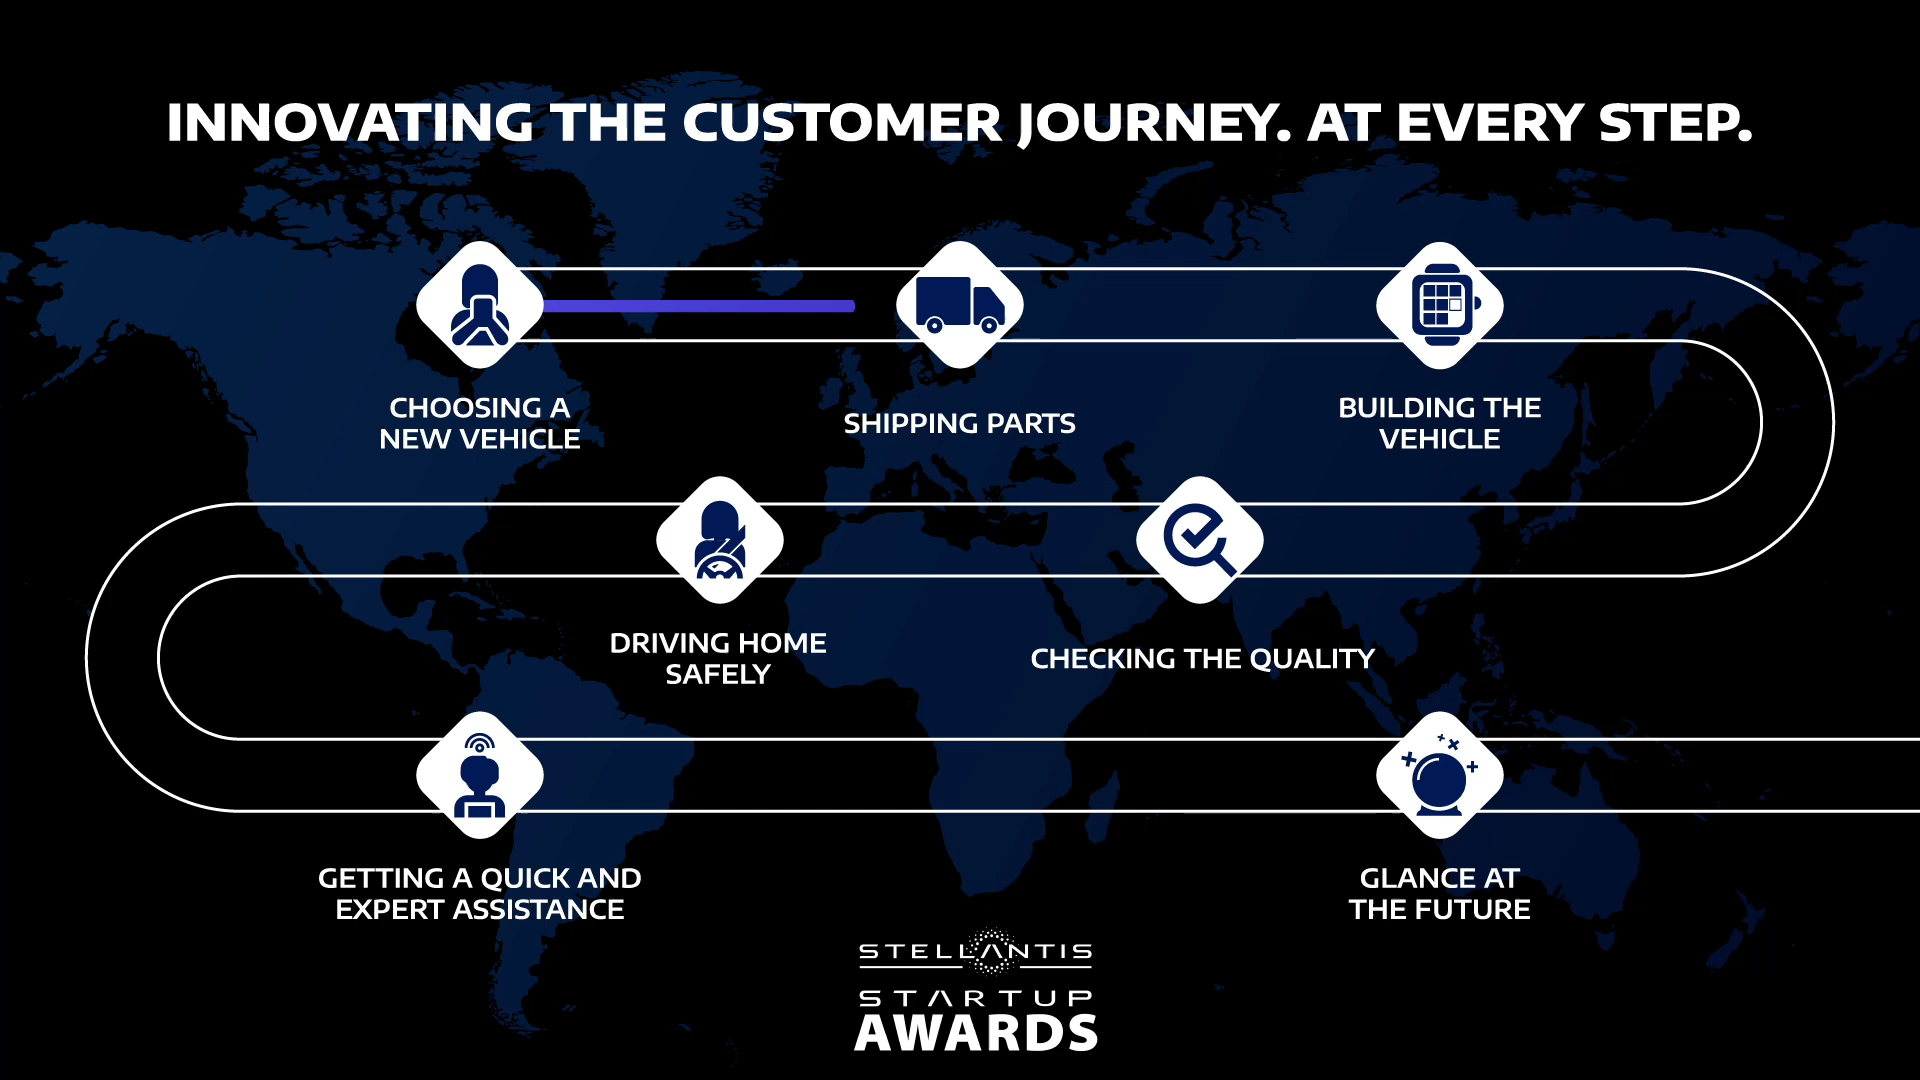 INNOVATING THE CUSTOMER JOURNEY. AT EVERY STEP.
CHOOSING A
NEW VEHICLE
SHIPPING PARTS
BUILDING THE
VEHICLE
DRIVING HOME
SAFELY
CHECKING THE QUALITY
GETTING A QUICK AND
EXPERT ASSISTANCE
GLANCE AT
THE FUTURE
STELLANTIS
STARTUP
AWARDS